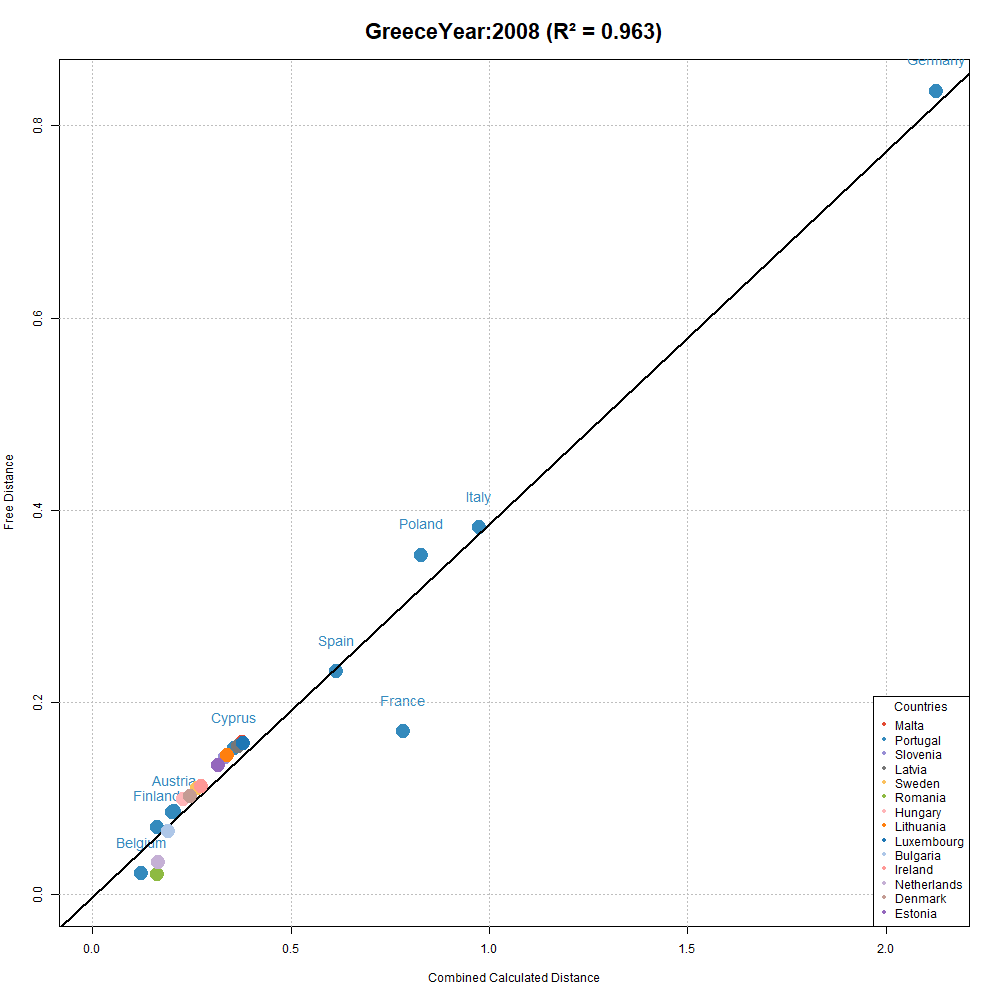 GreeceYear:2008 (R² = 0.963)
Germany
Italy
Poland
Spain
France
Cyprus
Austria
Finland
Belgium
0.8
0.6
0.4
0.2
0.0
Free Distance
0.0 0.5 1.0 1.5 2.0
Combined Calculated Distance
Countries
Malta
Portugal
Slovenia
Latvia
Sweden
Romania
Hungary
Lithuania
Luxembourg
Bulgaria
Ireland
Netherlands
Denmark
Estonia